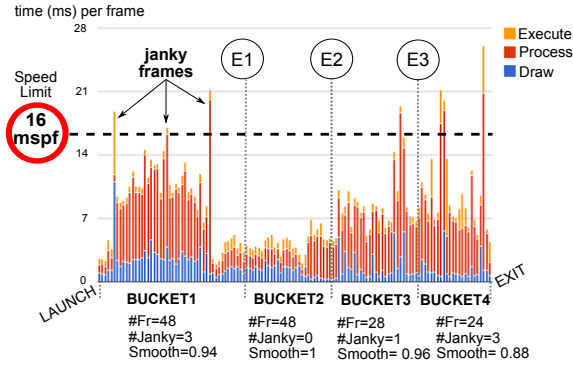 time (ms) per frame
28
21
14
7
0
Speed
Limit
16
mspf
janky
frames
E1
E2
E3
Execute
Process
Draw
LAUNCH
EXIT
BUCKET1
#Fr=48
#Janky=3
Smooth=0.94
BUCKET2
#Fr=48
#Janky=0
Smooth=1
BUCKET3
#Fr=28
#Janky=1
Smooth= 0.96
BUCKET4
#Fr=24
#Janky=3
Smooth= 0.88